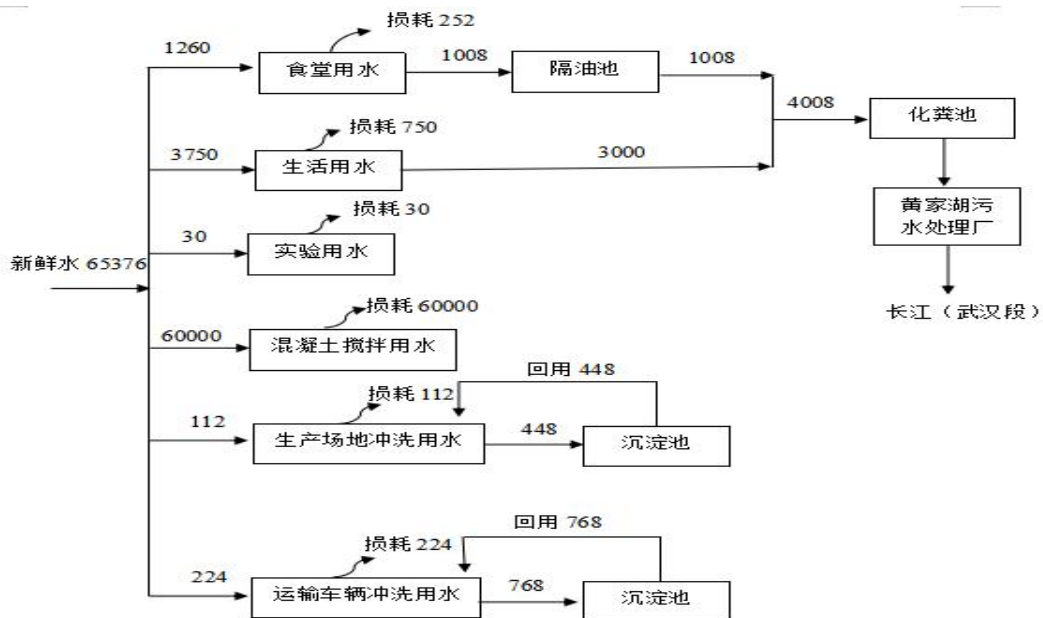 损耗 252
1260
食堂用水
1008
隔油池
1008
4008
化粪池
损耗 750
3750
生活用水
3000
黄家湖污
水处理厂
损耗 30
30
实验用水
新鲜水 65376
长江（武汉段）
损耗 60000
60000
混凝土搅拌用水
回用 448
损耗 112
112
生产场地冲洗用水
448
沉淀池
回用 768
损耗 224
224
运输车辆冲洗用水
768
沉淀池